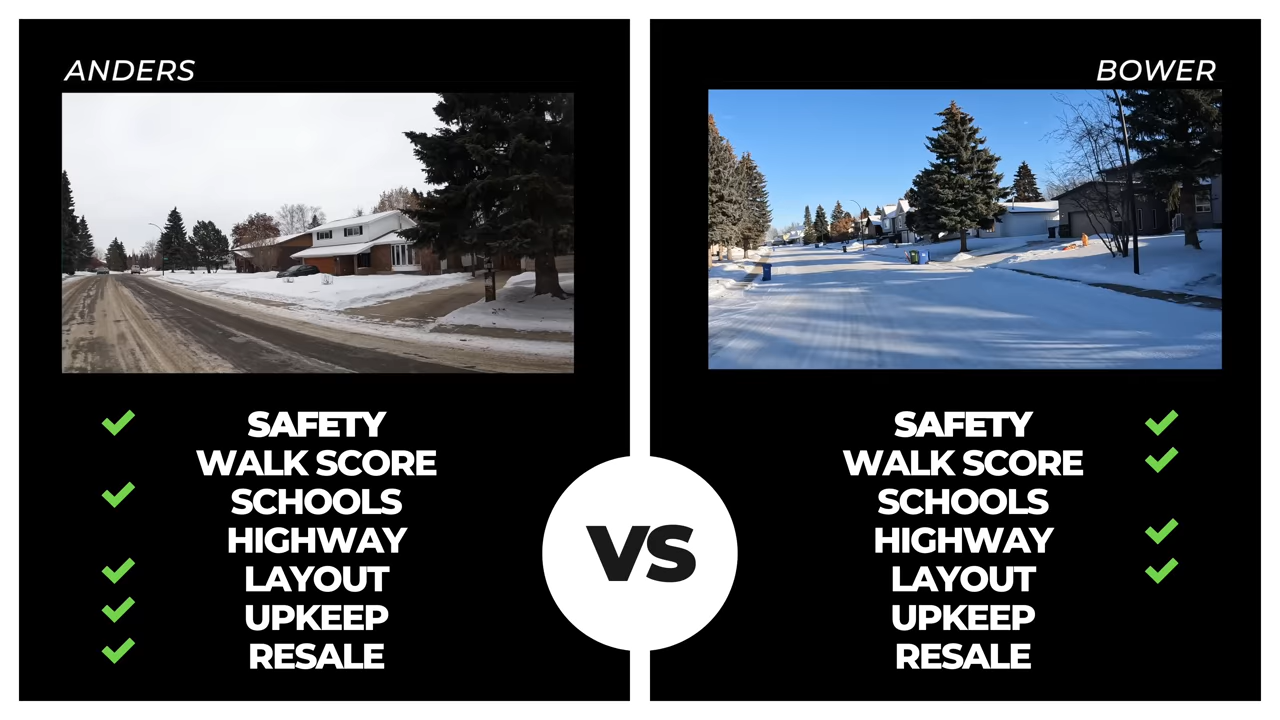 ANDERS
SAFETY
WALK SCORE
SCHOOLS
HIGHWAY
LAYOUT
UPKEEP
RESALE
VS
BOWER
SAFETY
WALK SCORE
SCHOOLS
HIGHWAY
LAYOUT
UPKEEP
RESALE